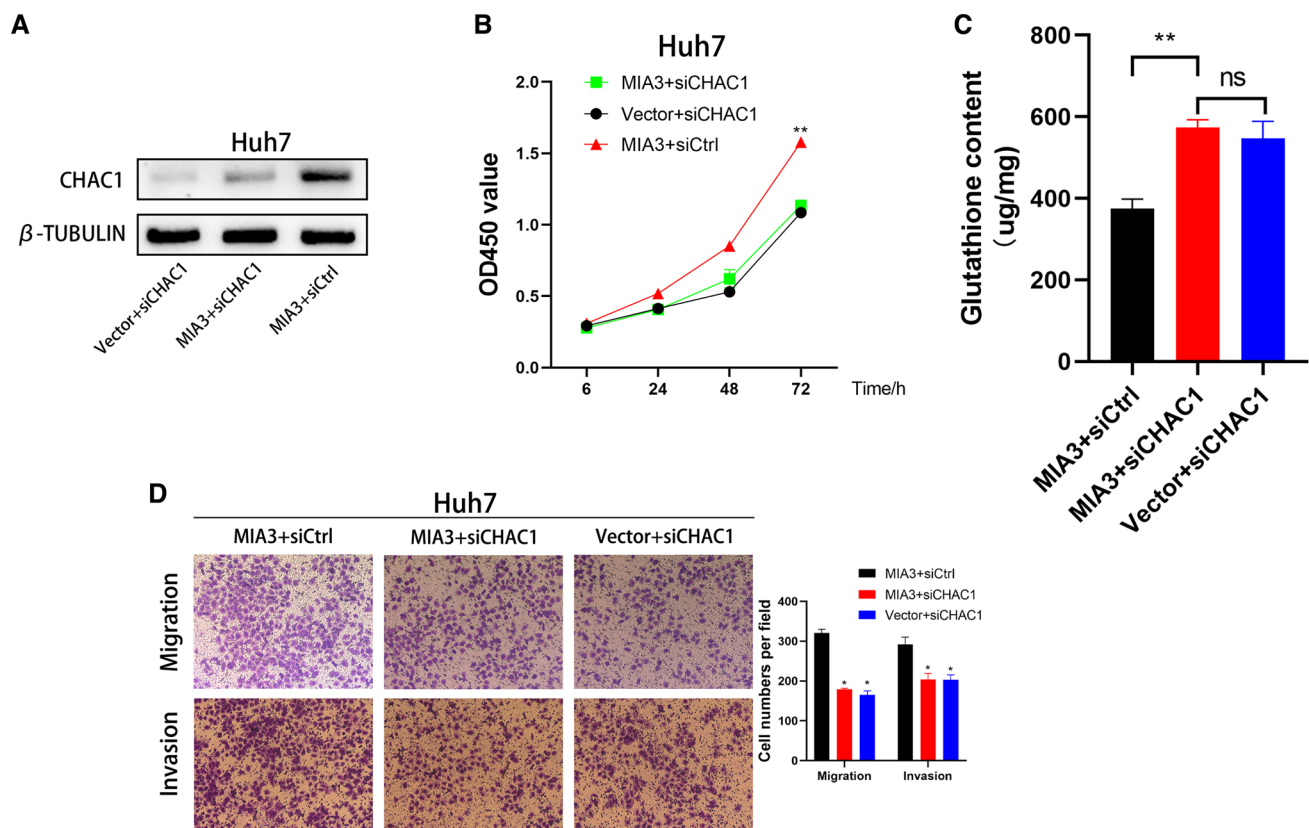 A
Huh7
CHAC1
β-TUBULIN
Vector+siCHAC1
MIA3+siCHAC1
MIA3+siCtrl
B
Huh7
MIA3+siCHAC1
Vector+siCHAC1
MIA3+siCtrl
OD450 value
2.0
1.5
1.0
0.5
0.0
**
6 24 48 72 Time/h
C
Glutathione content
(ug/mg)
800
600
400
200
0
**
ns
MIA3+siCtrl
MIA3+siCHAC1
Vector+siCHAC1
D
Huh7
MIA3+siCtrl MIA3+siCHAC1 Vector+siCHAC1
Migration
Invasion
MIA3+siCtrl
MIA3+siCHAC1
Vector+siCHAC1
Cell numbers per field
400
300
200
100
0
* * * *
Migration Invasion